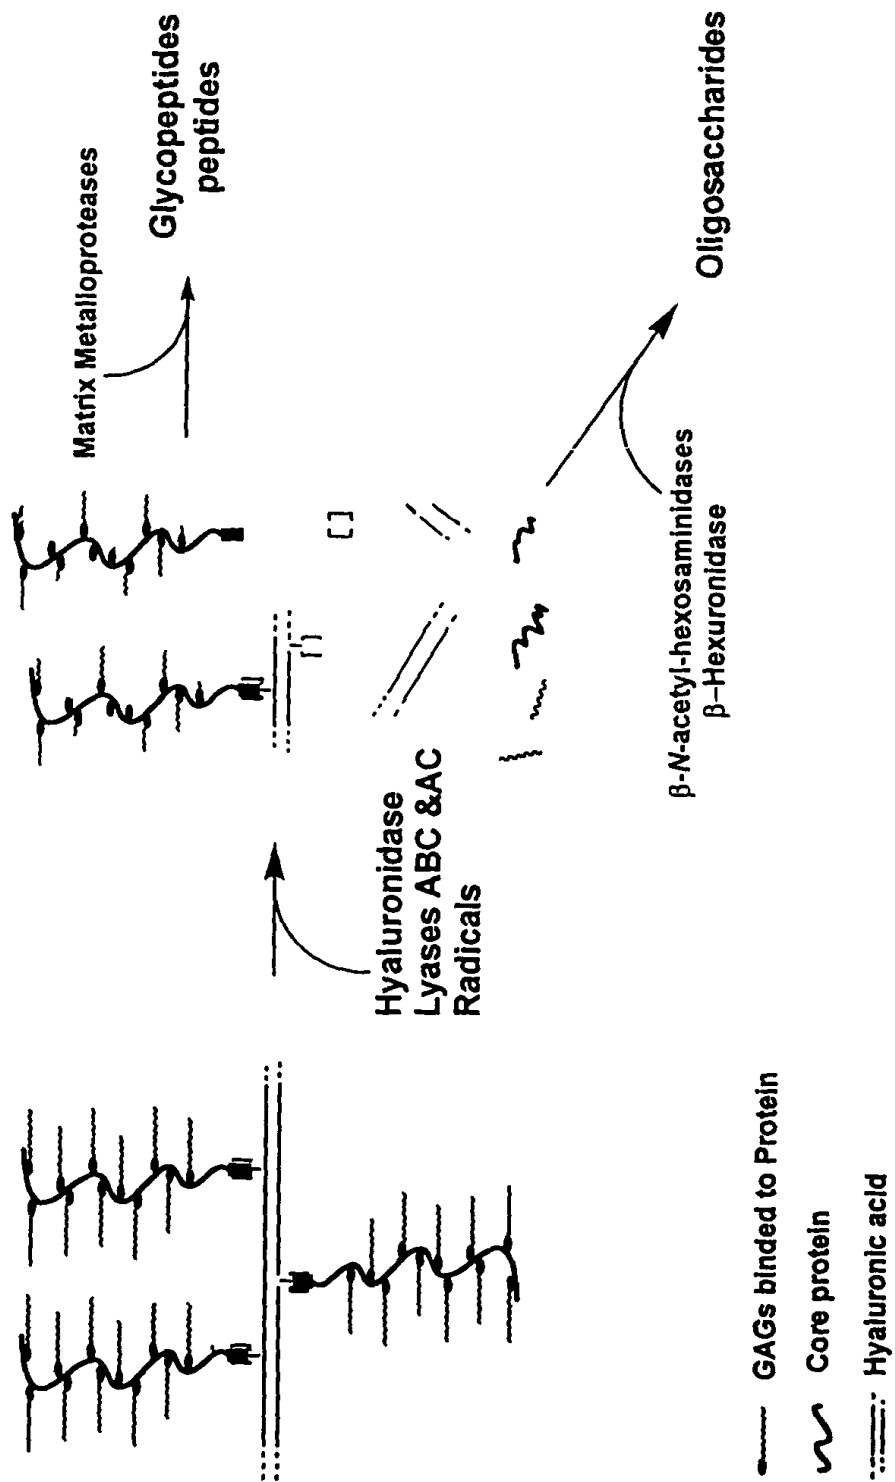 Matrix Metalloproteases
Glycopeptides
peptides
Hyaluronidase
Lyases ABC &AC
Radicals
β-N-acetyl-hexosaminidases
β–Hexuronidase
Oligosaccharides
GAGs binded to Protein
Core protein
Hyaluronic acid